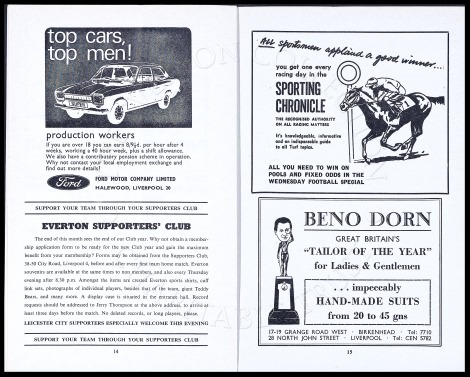 top cars,
top men!
production workers
If you are over 18 you can earn 8/9½d. per hour after 4
weeks, working a 40 hour week, plus a shift allowance.
We also have a contributory pension scheme in operation.
Why not contact your local employment exchange and
find out more details!
Ford
FORD MOTOR COMPANY LIMITED
HALEWOOD, LIVERPOOL 20
SUPPORT YOUR TEAM THROUGH YOUR SUPPORTERS CLUB
EVERTON SUPPORTERS' CLUB
The end of this month sees the end of our Club year. Why not obtain a member-
ship application form to be ready for the new Club year and gain the maximum
benefit from your membership? Forms may be obtained from the Supporters Club,
38-50 City Road, Liverpool 4, before and after every first team home match. Everton
souvenirs are available at the same times to non members, and also every Thursday
evening after 8.30 p.m. Amongst the items are crested Everton sports shirts, cuff
link sets, photographs of individual players, besides that of the team, giant Teddy
Bears, and many more. A display case is situated in the entrance hall. Record
requests should be addressed to Jerry Thompson at the above address, to arrive at
least three days before the match. No deleted records, or long players, please.
LEICESTER CITY SUPPORTERS ESPECIALLY WELCOME THIS EVENING
SUPPORT YOUR TEAM THROUGH YOUR SUPPORTERS CLUB
14
ALL sportsmen applaud a good winner...
you get one every
racing day in the
SPORTING
CHRONICLE
THE RECOGNISED AUTHORITY
ON ALL RACING MATTERS
It's knowledgeable, informative
and an indispensable guide
to all Turf topics.
ALL YOU NEED TO WIN ON
POOLS AND FIXED ODDS IN THE
WEDNESDAY FOOTBALL SPECIAL
BENO DORN
GREAT BRITAIN'S
"TAILOR OF THE YEAR"
for Ladies & Gentlemen
... impeccably
HAND-MADE SUITS
from 20 to 45 gns
17-19 GRANGE ROAD WEST · BIRKENHEAD · Tel: 7710
28 NORTH JOHN STREET · LIVERPOOL · Tel: CEN 5782
15